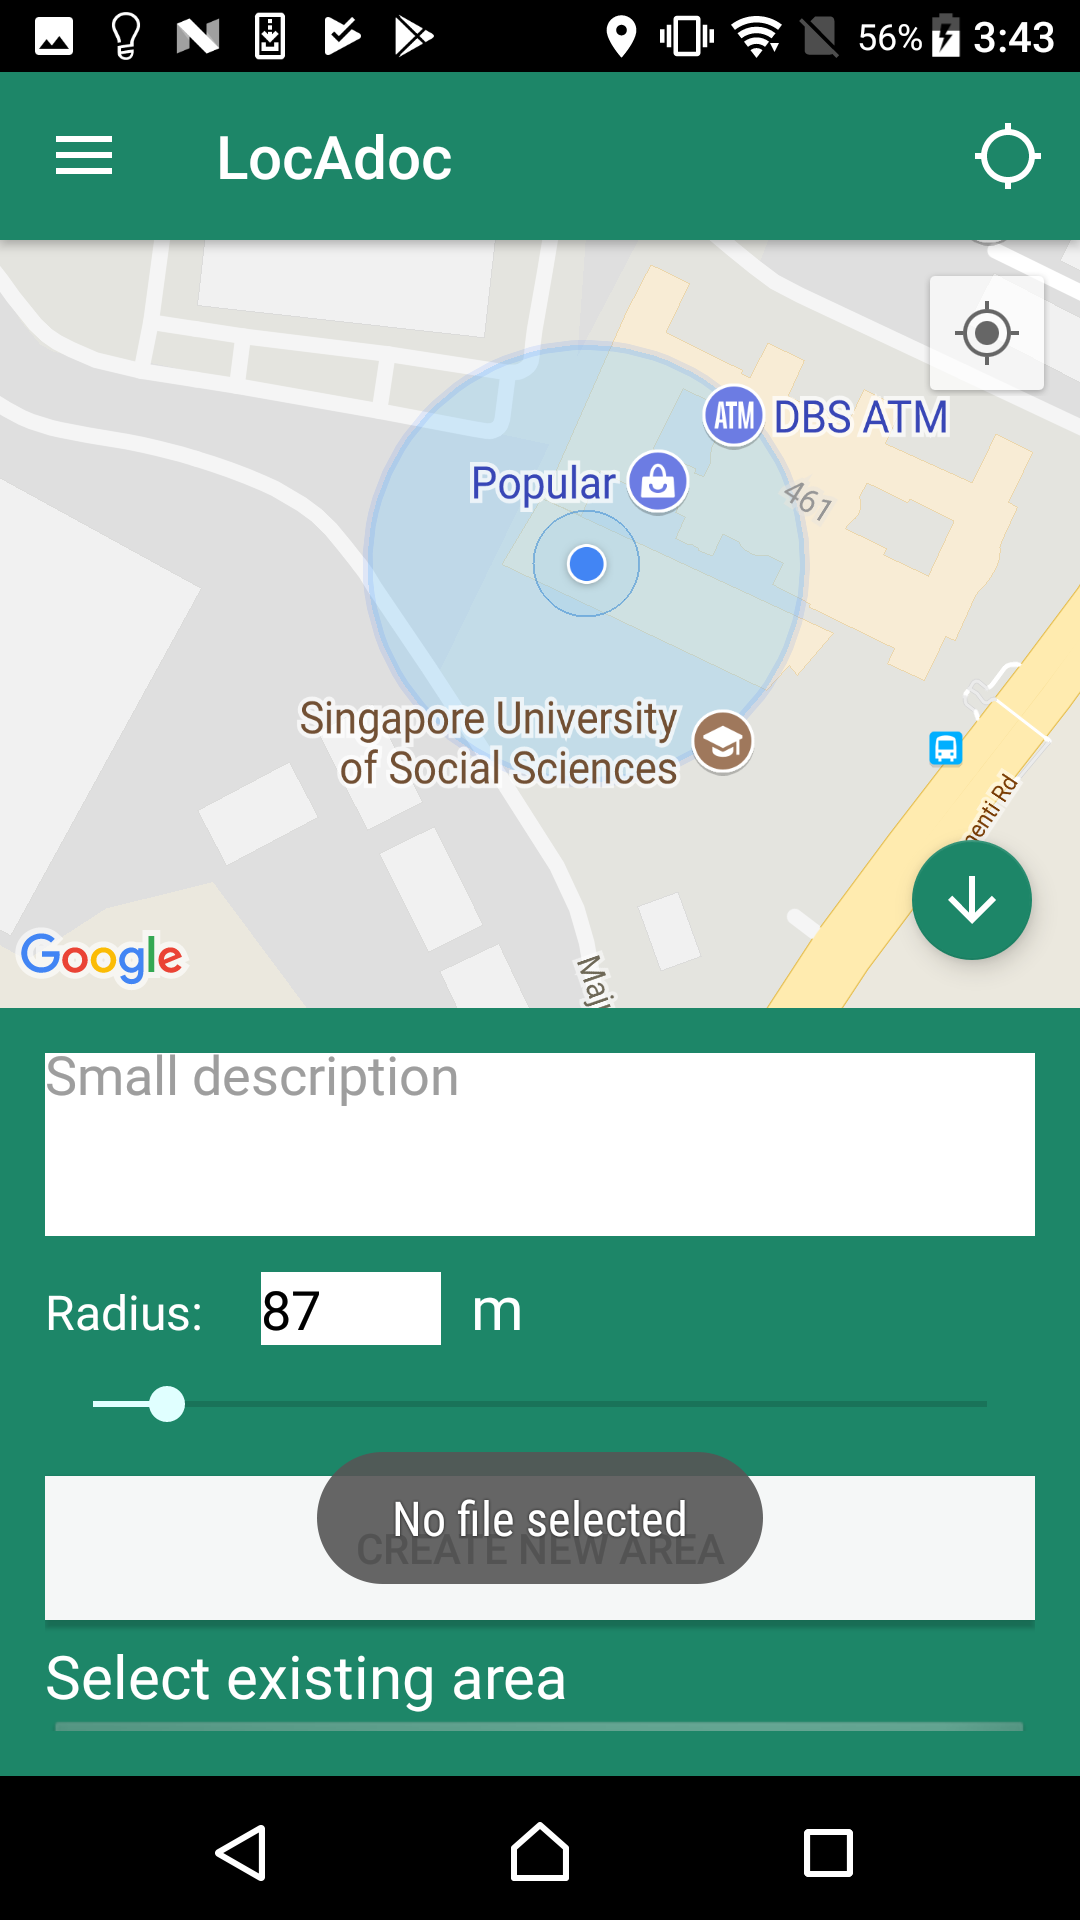 56% 3:43
LocAdoc
ATM DBS ATM
Popular
461
Singapore University
of Social Sciences
enti Rd
Google
Maju
Small description
Radius: 87 m
No file selected
CREATE NEW AREA
Select existing area